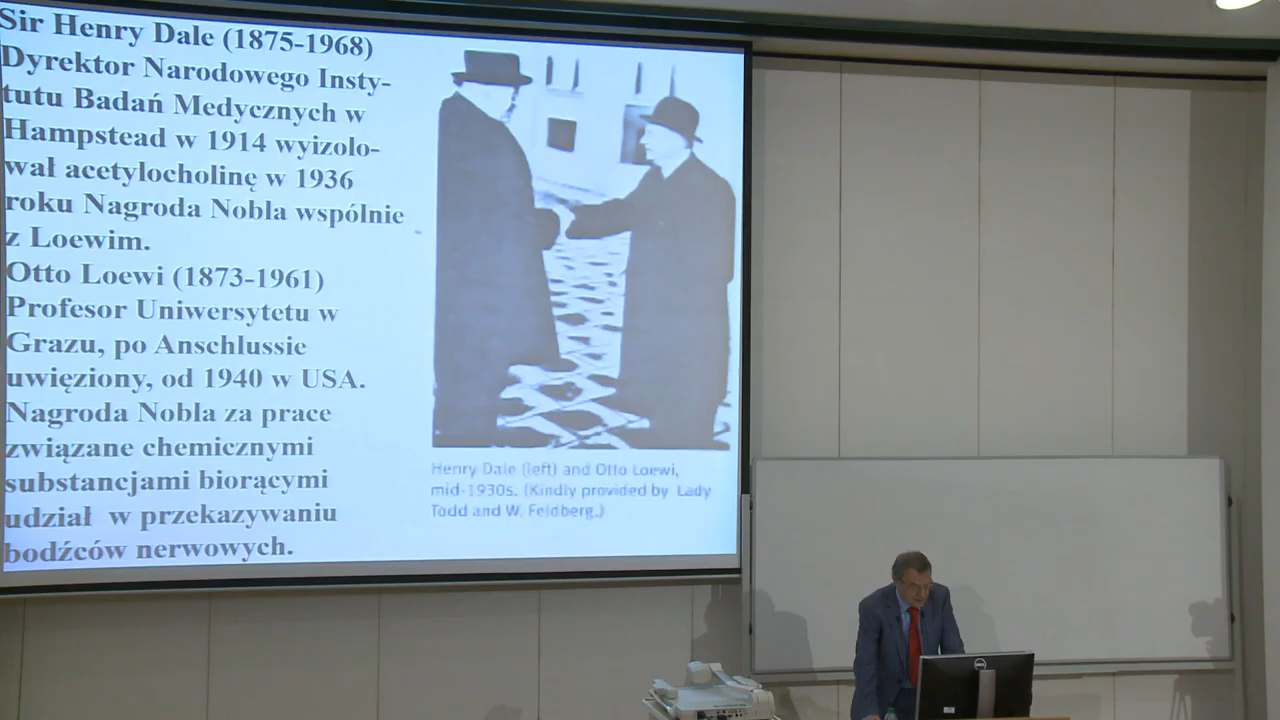 Sir Henry Dale (1875-1968)
Dyrektor Narodowego Insty-
tutu Badań Medycznych w
Hampstead w 1914 wyizolo-
wał acetylocholinę w 1936
roku Nagroda Nobla wspólnie
z Loewim.
Otto Loewi (1873-1961)
Profesor Uniwersytetu w
Grazu, po Anschlussie
uwięziony, od 1940 w USA.
Nagroda Nobla za prace
związane chemicznymi
substancjami biorącymi
udział w przekazywaniu
bodźców nerwowych.
Henry Dale (left) and Otto Loewi,
mid-1930s. (Kindly provided by Lady
Todd and W. Feldberg.)
DELL